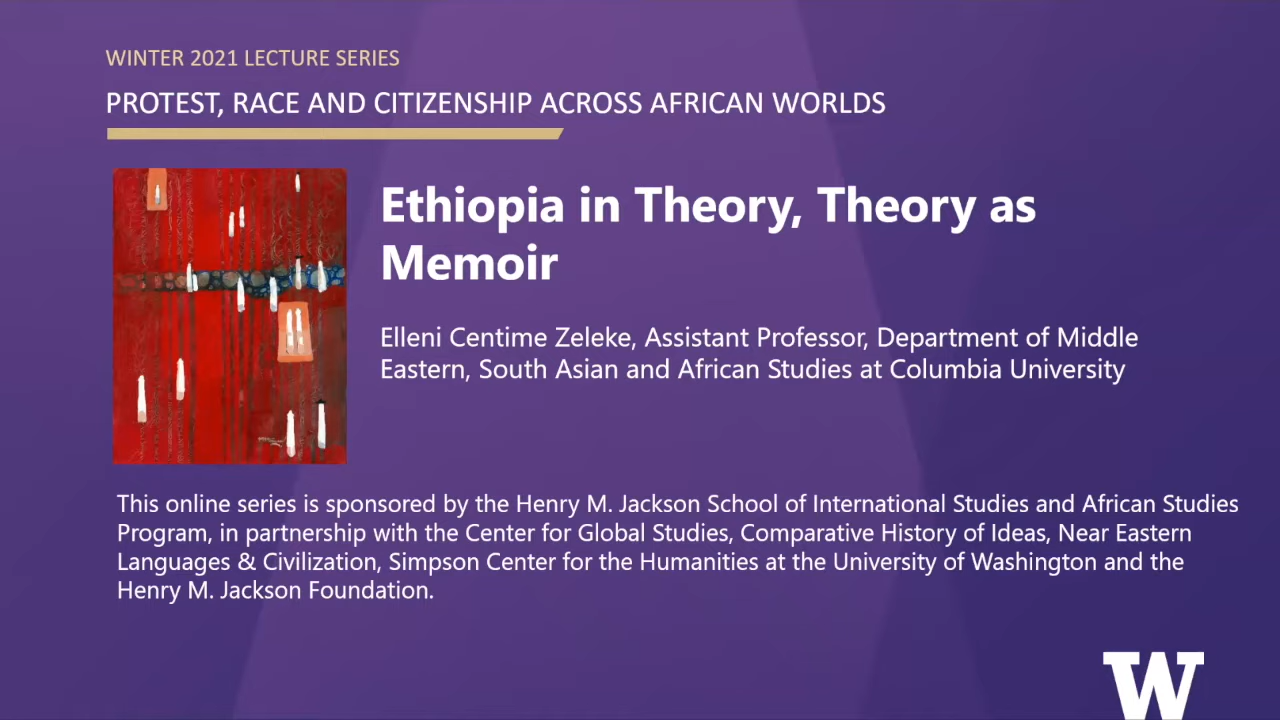 WINTER 2021 LECTURE SERIES
PROTEST, RACE AND CITIZENSHIP ACROSS AFRICAN WORLDS
Ethiopia in Theory, Theory as
Memoir
Elleni Centime Zeleke, Assistant Professor, Department of Middle
Eastern, South Asian and African Studies at Columbia University
This online series is sponsored by the Henry M. Jackson School of International Studies and African Studies
Program, in partnership with the Center for Global Studies, Comparative History of Ideas, Near Eastern
Languages & Civilization, Simpson Center for the Humanities at the University of Washington and the
Henry M. Jackson Foundation.
W